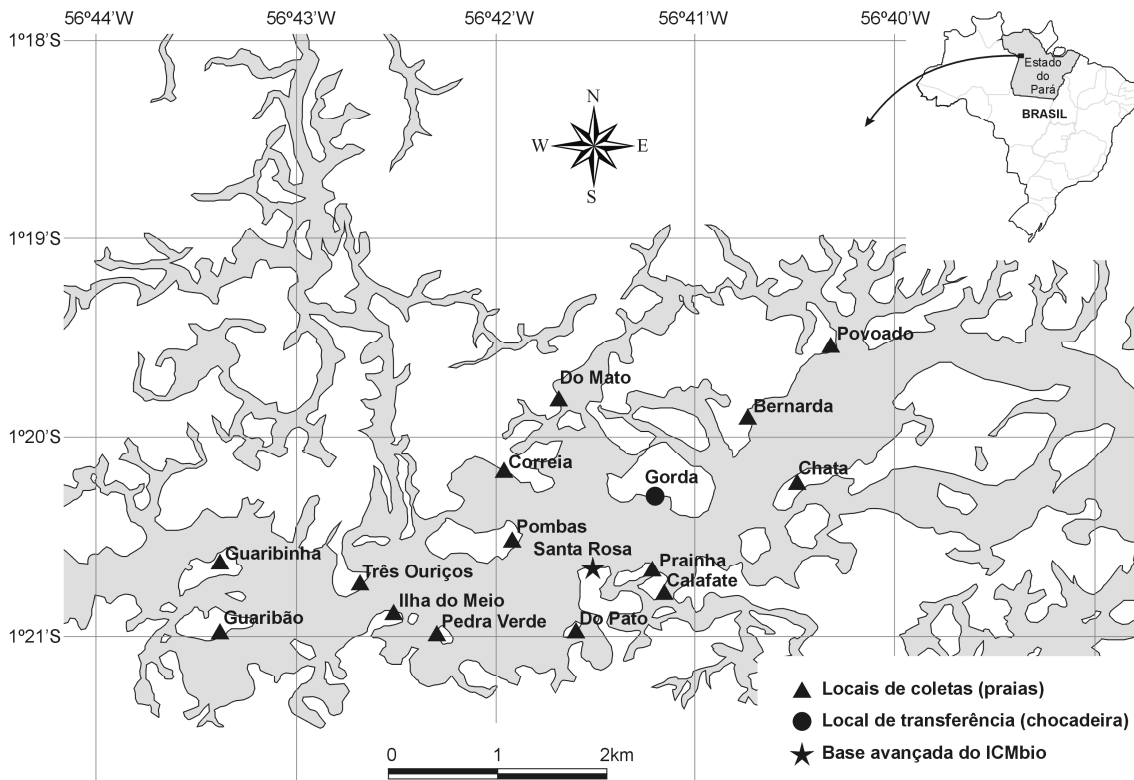 56º44'W 56º43'W 56º42'W 56º41'W 56º40'W
1º18'S
Estado
do
Pará
BRASIL
N
W E
S
1º19'S
Povoado
Do Mato
Bernarda
1º20'S
Correia
Chata
Gorda
Pombas
Santa Rosa
Guaribinha
Prainha
Três Ouriços
Calafate
Ilha do Meio
Guaribão
Pedra Verde
Do Pato
1º21'S
Locais de coletas (praias)
Local de transferência (chocadeira)
Base avançada do ICMbio
0 1 2km